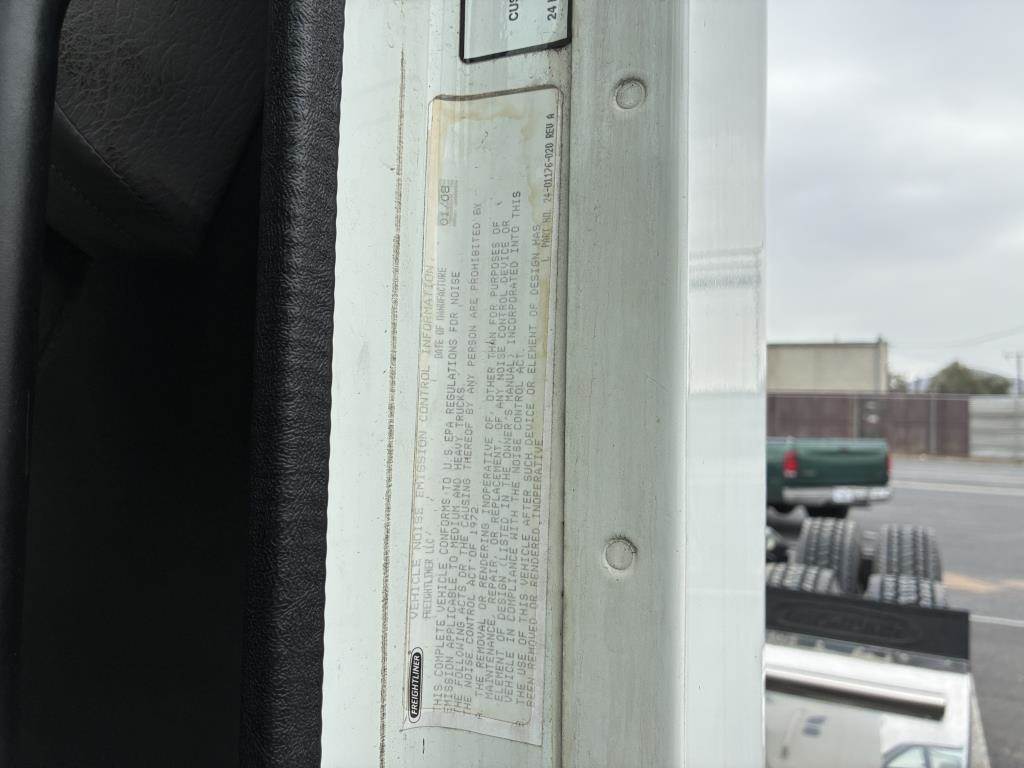 CUS
24
FREIGHTLINER
VEHICLE NOISE EMISSION CONTROL INFORMATION
FREIGHTLINER LLC
DATE OF MANUFACTURE 01/08
THIS COMPLETE VEHICLE CONFORMS TO U.S.EPA REGULATIONS FOR NOISE
EMISSION APPLICABLE TO MEDIUM AND HEAVY TRUCKS.
THE FOLLOWING ACTS OR THE CAUSING THEREOF BY ANY PERSON ARE PROHIBITED BY
THE NOISE CONTROL ACT OF 1972.
THE REMOVAL OR RENDERING INOPERATIVE OF, OTHER THAN FOR PURPOSES OF
MAINTENANCE, REPAIR, OR REPLACEMENT, OF ANY NOISE CONTROL DEVICE OR
ELEMENT OF DESIGN (LISTED IN THE OWNER'S MANUAL) INCORPORATED INTO THIS
VEHICLE IN COMPLIANCE WITH THE NOISE CONTROL ACT.
THE USE OF THIS VEHICLE AFTER SUCH DEVICE OR ELEMENT OF DESIGN HAS
BEEN REMOVED OR RENDERED INOPERATIVE
PART NO. 24-01176-020 REV A